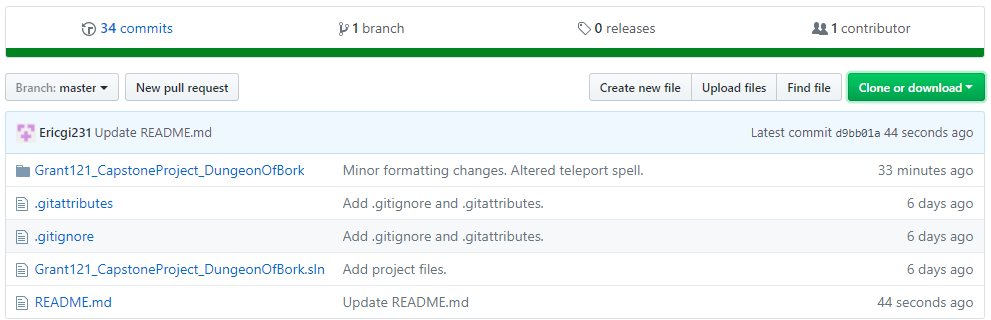 34 commits 1 branch 0 releases 1 contributor
Branch: master New pull request Create new file Upload files Find file Clone or download
Ericgi231 Update README.md Latest commit d9bb01a 44 seconds ago
Grant121_CapstoneProject_DungeonOfBork Minor formatting changes. Altered teleport spell. 33 minutes ago
.gitattributes Add .gitignore and .gitattributes. 6 days ago
.gitignore Add .gitignore and .gitattributes. 6 days ago
Grant121_CapstoneProject_DungeonOfBork.sln Add project files. 6 days ago
README.md Update README.md 44 seconds ago